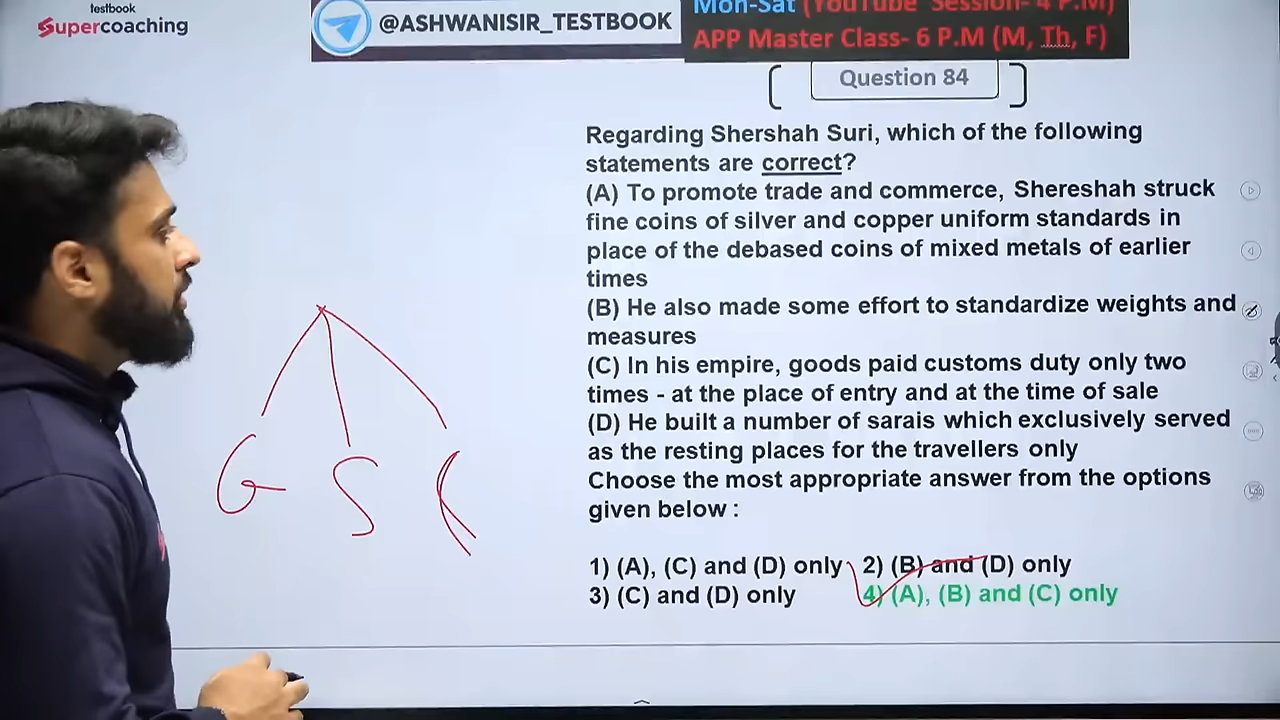 testbook
Supercoaching
@ASHWANISIR_TESTBOOK
Mon-Sat (YouTube Session- 4 P.M)
APP Master Class- 6 P.M (M, Th, F)
Question 84
Regarding Shershah Suri, which of the following
statements are correct?
(A) To promote trade and commerce, Shereshah struck
fine coins of silver and copper uniform standards in
place of the debased coins of mixed metals of earlier
times
(B) He also made some effort to standardize weights and
measures
(C) In his empire, goods paid customs duty only two
times - at the place of entry and at the time of sale
(D) He built a number of sarais which exclusively served
as the resting places for the travellers only
Choose the most appropriate answer from the options
given below :
1) (A), (C) and (D) only 2) (B) and (D) only
3) (C) and (D) only 4) (A), (B) and (C) only
G S